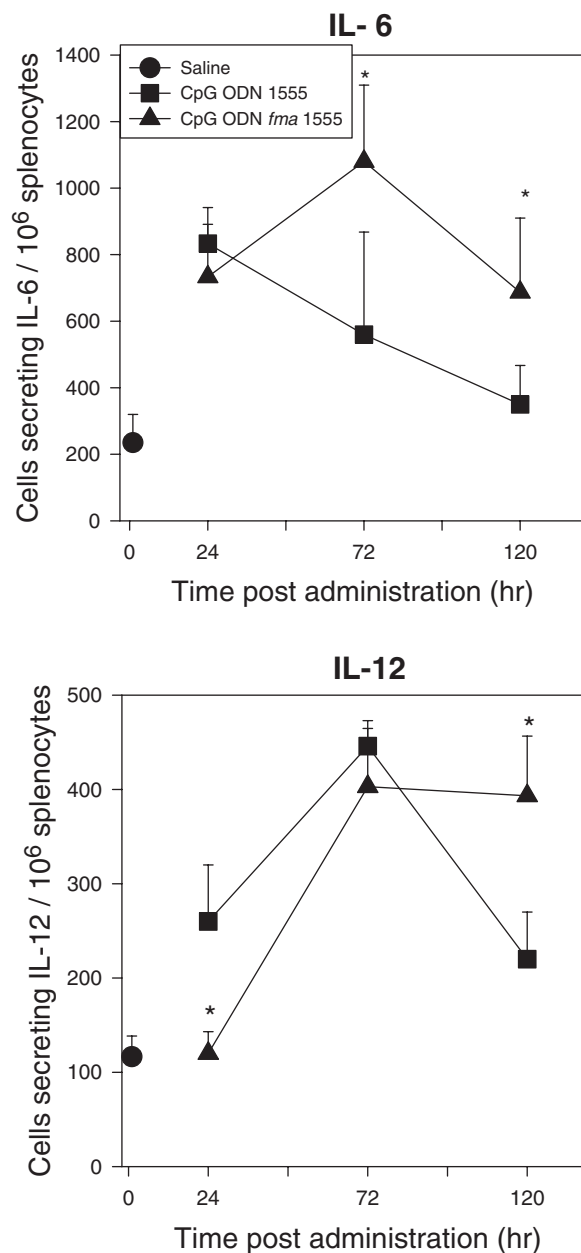 IL- 6
1400
1200
1000
800
600
400
200
0
Saline
CpG ODN 1555
CpG ODN fma 1555
*
*
Cells secreting IL-6 / 10⁶ splenocytes
0 24 72 120
Time post administration (hr)
IL-12
500
400
300
200
100
0
*
*
Cells secreting IL-12 / 10⁶ splenocytes
0 24 72 120
Time post administration (hr)